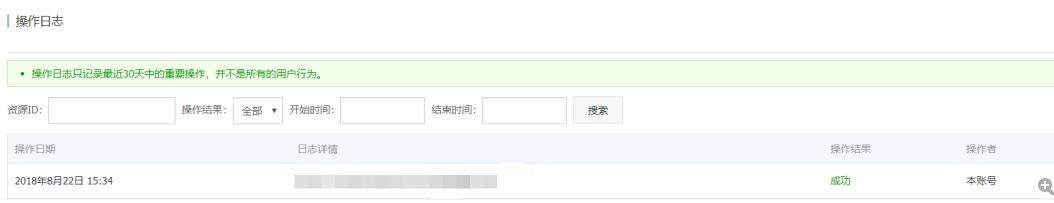 操作日志
操作日志只记录最近30天中的重要操作，并不是所有的用户行为。
资源ID： 操作结果： 全部 开始时间： 结束时间： 搜索
操作日期 日志详情 操作结果 操作者
2018年8月22日 15:34 成功 本账号